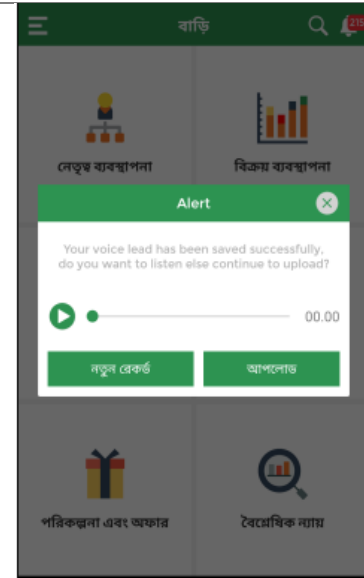 বাড়ি
215
নেতৃত্ব ব্যবস্থাপনা
বিক্রয় ব্যবস্থাপনা
Alert
Your voice lead has been saved successfully,
do you want to listen else continue to upload?
00.00
নতুন রেকর্ড
আপলোড
পরিকল্পনা এবং অফার
বৈশ্লেষিক ন্যায়